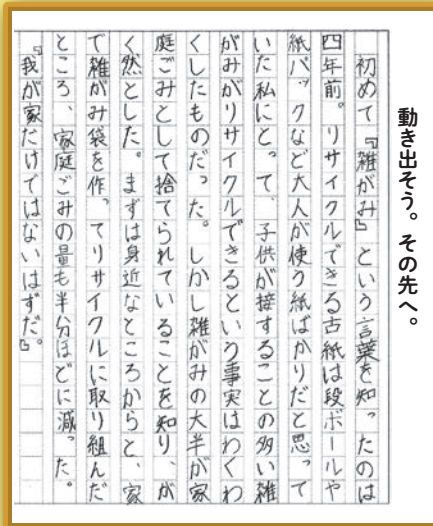 動き出そう。その先へ。
初めて『雑がみ』という言葉を知ったのは
四年前。リサイクルできる古紙は段ボールや
紙パックなど大人が使う紙ばかりだと思って
いた私にとって、子供が接することの多い雑
がみがリサイクルできるという事実はわくわ
くしたものだった。しかし雑がみの大半が家
庭ごみとして捨てられていることを知り、が
く然とした。まずは身近なところからと、家
で雑がみ袋を作ってリサイクルに取り組んだ
ところ、家庭ごみの量も半分ほどに減った。
『我が家だけではないはずだ。』